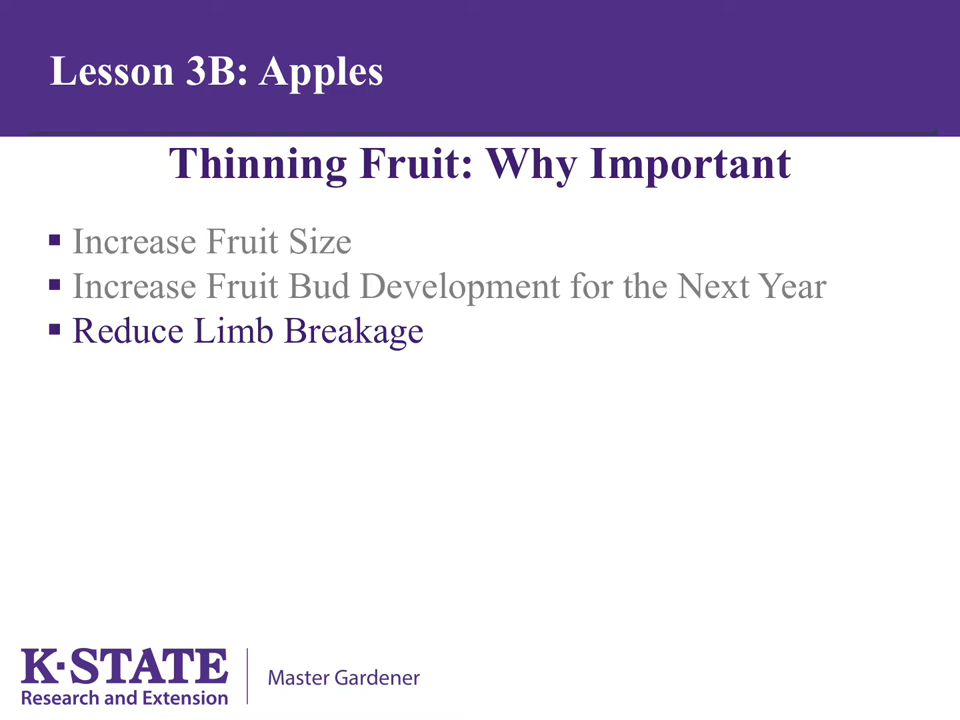 Lesson 3B: Apples
Thinning Fruit: Why Important
▪ Increase Fruit Size
▪ Increase Fruit Bud Development for the Next Year
▪ Reduce Limb Breakage
K-STATE
Research and Extension
Master Gardener